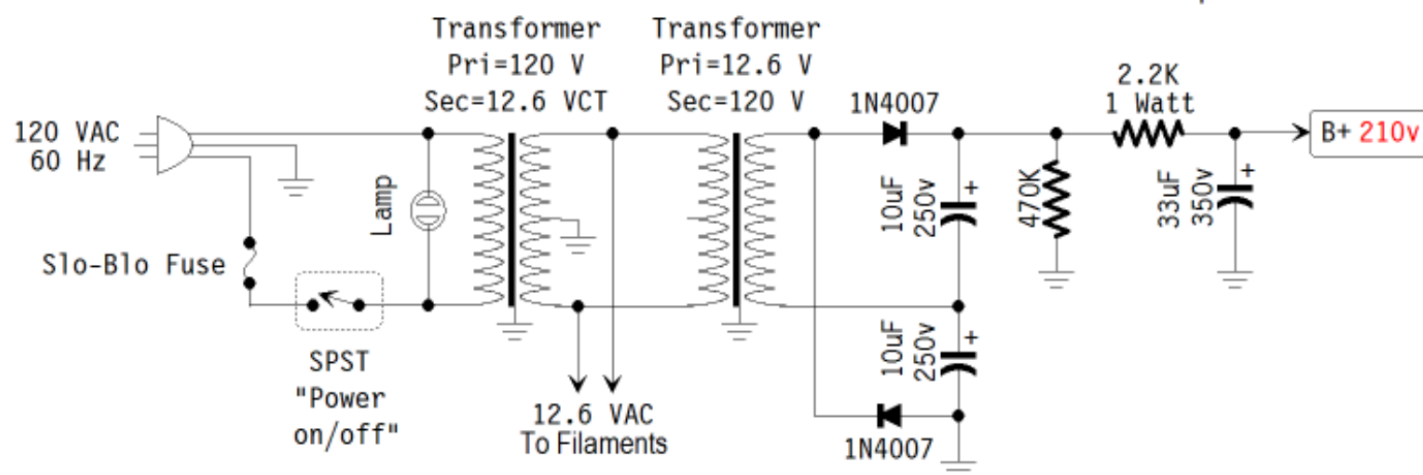 Transformer
Pri=120 V
Sec=12.6 VCT
Transformer
Pri=12.6 V
Sec=120 V
1N4007
2.2K
1 Watt
120 VAC
60 Hz
B+ 210v
Lamp
10uF
250v
+
470K
33uF
350v
+
Slo-Blo Fuse
SPST
"Power
on/off"
12.6 VAC
To Filaments
10uF
250v
+
1N4007